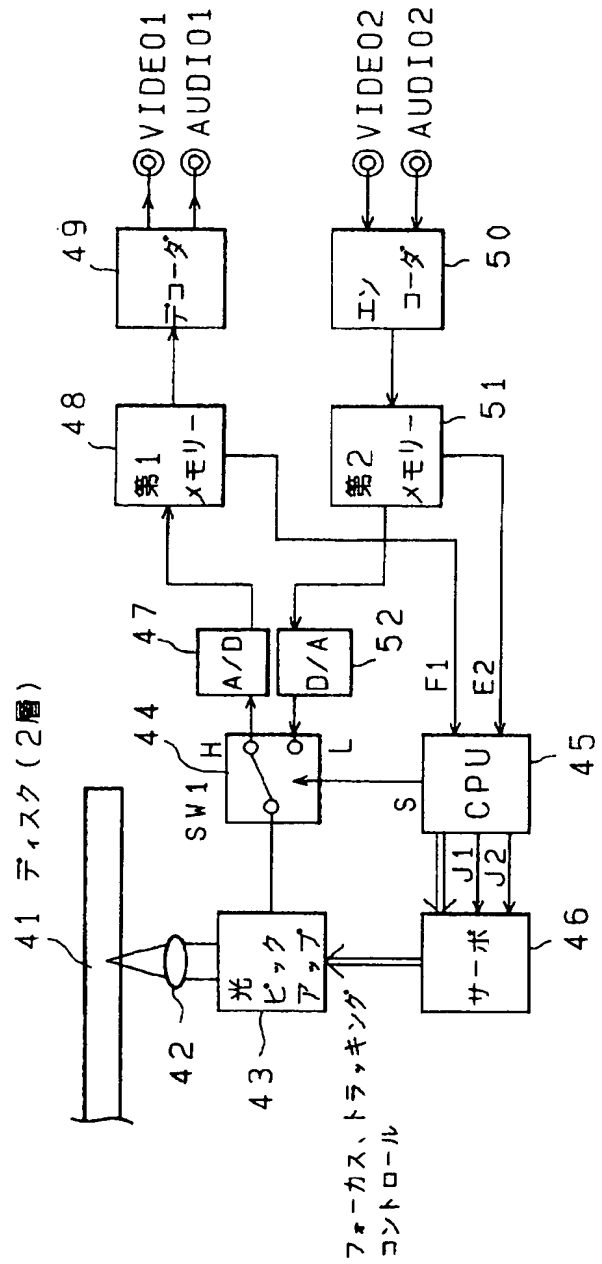 41 ディスク(2層)
42
43
光
ピック
アップ
フォーカス、トラッキング
コントロール
SW1
44
H
L
S
47
A/D
D/A
52
48
第1
メモリー
49
デコーダ
VIDEO1
AUDIO1
F1
E2
CPU
45
J1
J2
サーボ
46
第2
メモリー
51
エン
コーダ
50
VIDEO2
AUDIO2